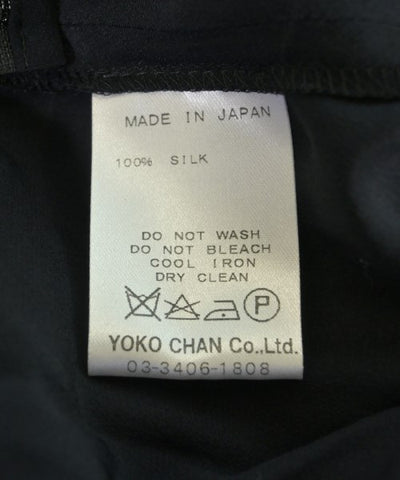 MADE IN JAPAN
100% SILK
DO NOT WASH
DO NOT BLEACH
COOL IRON
DRY CLEAN
P
YOKO CHAN Co.,Ltd.
03-3406-1808